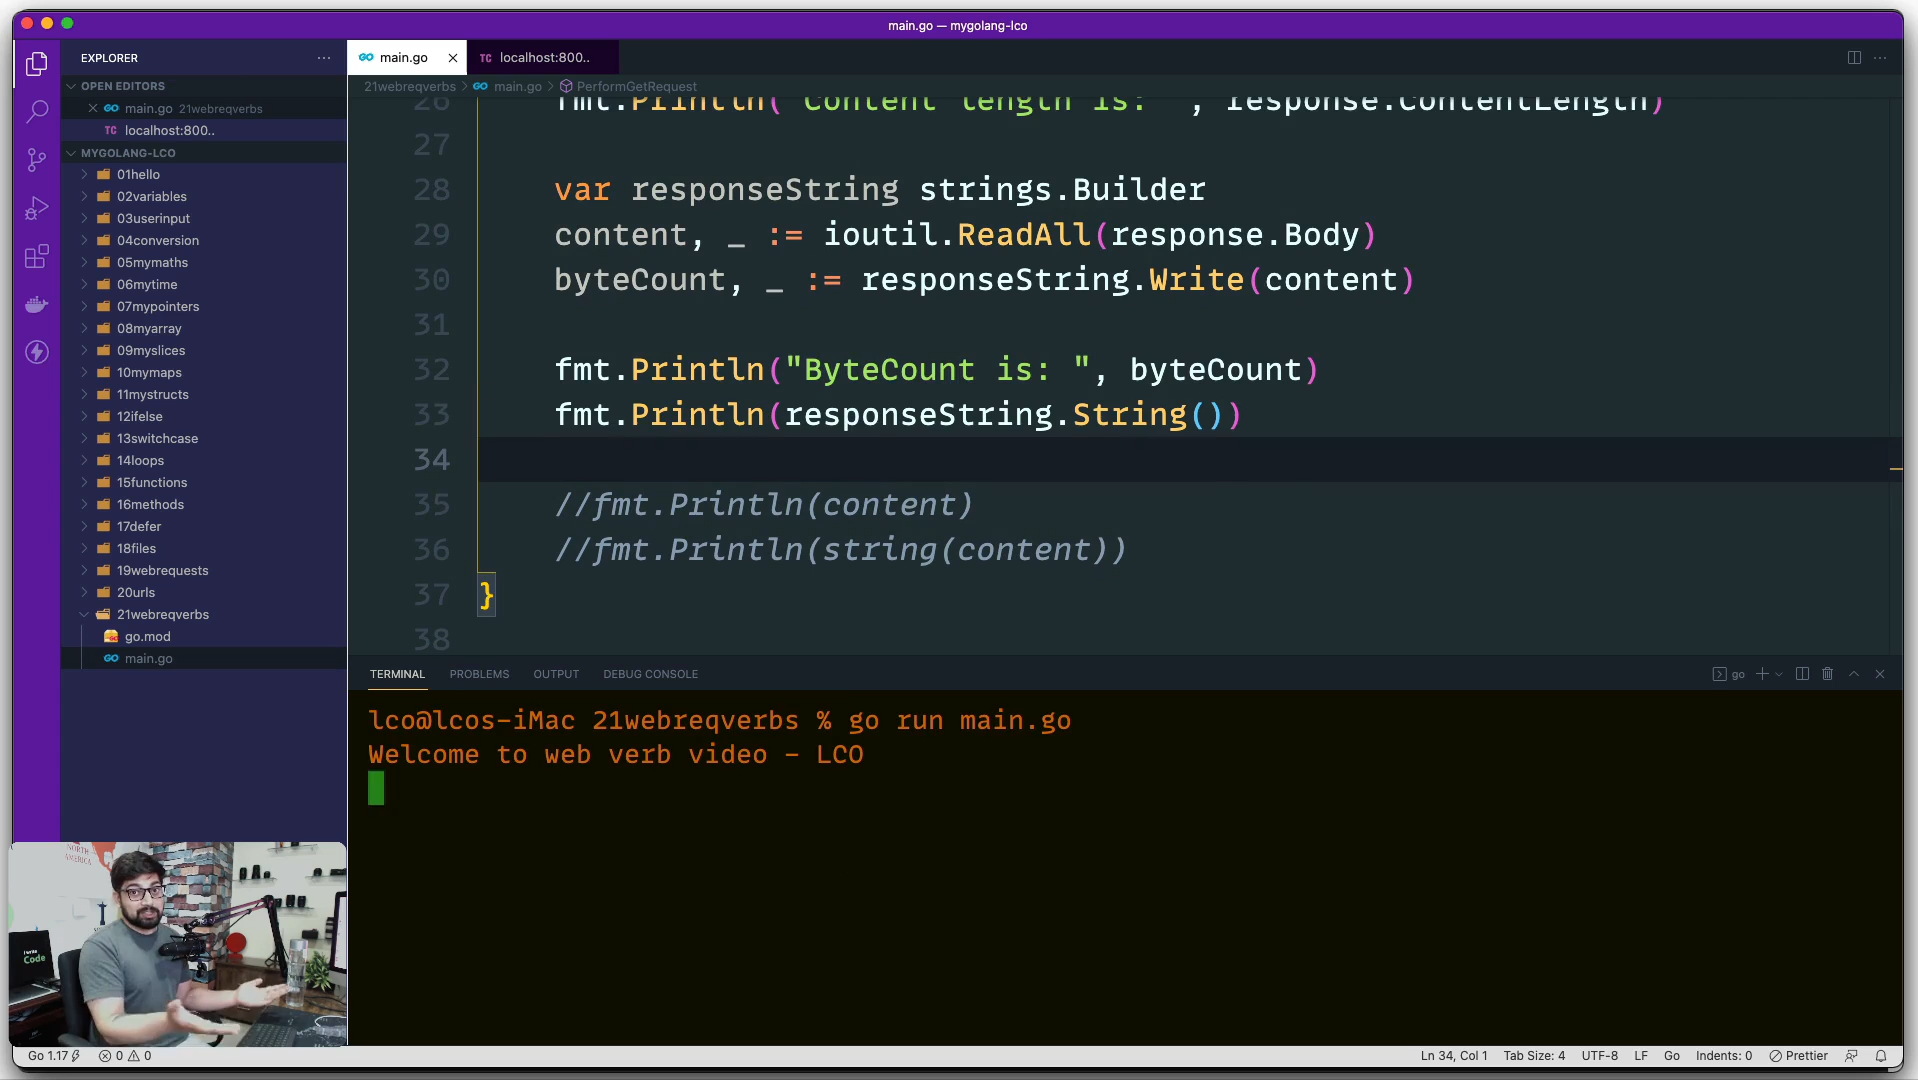 main.go — mygolang-lco
EXPLORER
OPEN EDITORS
main.go 21webreqverbs
TC localhost:800..
MYGOLANG-LCO
01hello
02variables
03userinput
04conversion
05mymaths
06mytime
07mypointers
08myarray
09myslices
10mymaps
11mystructs
12ifelse
13switchcase
14loops
15functions
16methods
17defer
18files
19webrequests
20urls
21webreqverbs
go.mod
main.go
main.go
TC localhost:800..
21webreqverbs > main.go > PerformGetRequest
26 fmt.Println("Content length is: ", response.ContentLength)
27
28 var responseString strings.Builder
29 content, _ := ioutil.ReadAll(response.Body)
30 byteCount, _ := responseString.Write(content)
31
32 fmt.Println("ByteCount is: ", byteCount)
33 fmt.Println(responseString.String())
34
35 //fmt.Println(content)
36 //fmt.Println(string(content))
37 }
38
TERMINAL PROBLEMS OUTPUT DEBUG CONSOLE
go
lco@lcos-iMac 21webreqverbs % go run main.go
Welcome to web verb video - LCO
NORTH
AMERICA
I write
Code
Go 1.17 0 0
Ln 34, Col 1 Tab Size: 4 UTF-8 LF Go Indents: 0 Prettier